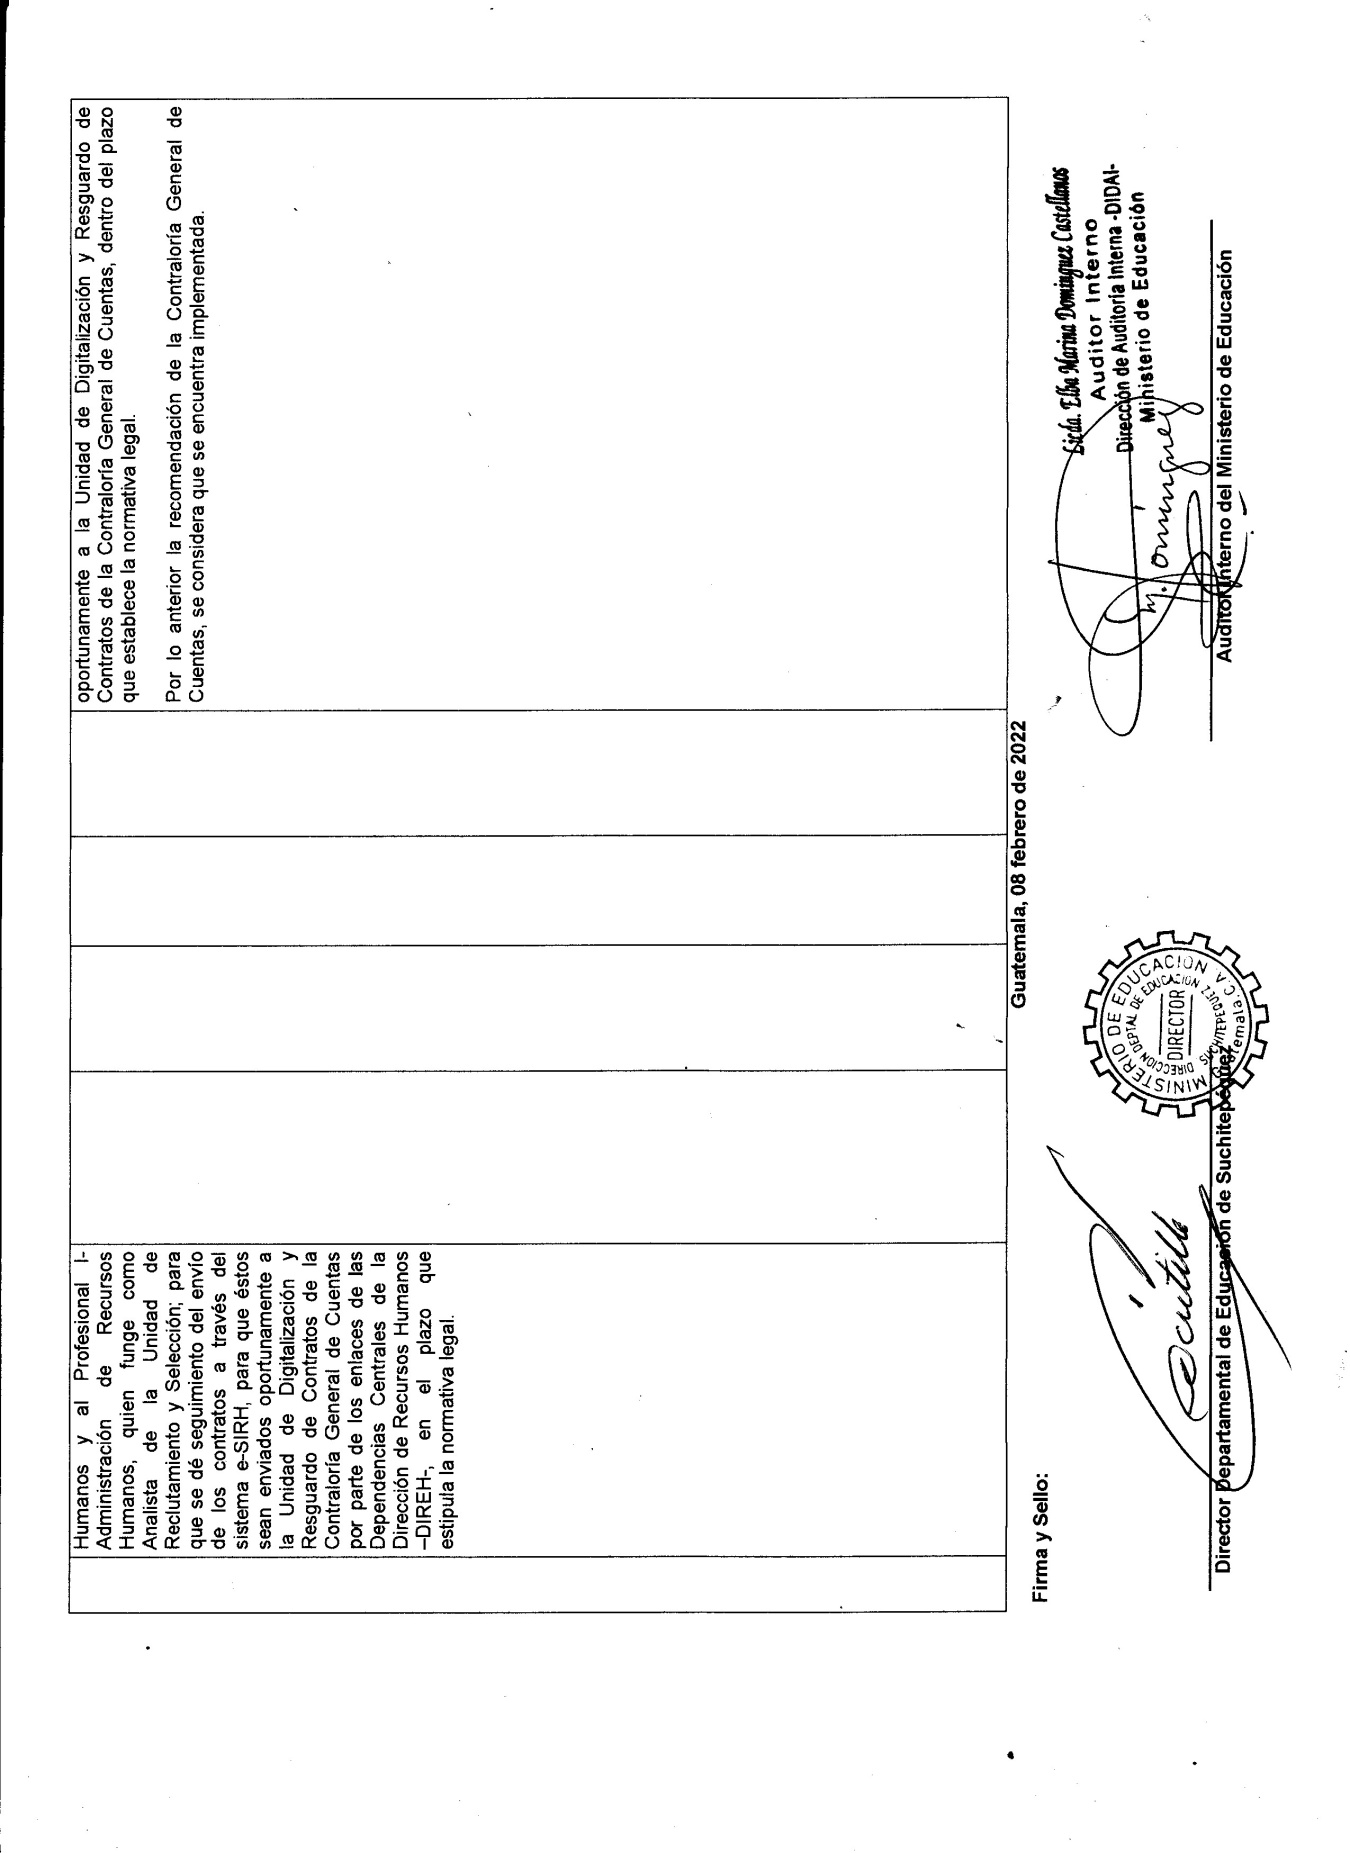 Humanos y al Profesional I-
Administración de Recursos
Humanos, quien funge como
Analista de la Unidad de
Reclutamiento y Selección; para
que se dé seguimiento del envío
de los contratos a través del
sistema e-SIRH, para que éstos
sean enviados oportunamente a
la Unidad de Digitalización y
Resguardo de Contratos de la
Contraloría General de Cuentas
por parte de los enlaces de las
Dependencias Centrales de la
Dirección de Recursos Humanos
–DIREH-, en el plazo que
estipula la normativa legal.
oportunamente a la Unidad de Digitalización y Resguardo de
Contratos de la Contraloría General de Cuentas, dentro del plazo
que establece la normativa legal.
Por lo anterior la recomendación de la Contraloría General de
Cuentas, se considera que se encuentra implementada.
Guatemala, 08 febrero de 2022
Firma y Sello:
MINISTERIO DE EDUCACION
DIRECCION DEPTAL DE EDUCACION
DIRECTOR
SUCHITEPEQUEZ
Guatemala, C.A.
Director Departamental de Educación de Suchitepéquez
Licda. Elba Marina Dominguez Castellanos
Auditor Interno
Dirección de Auditoría Interna -DIDAI-
Ministerio de Educación
M. Domínguez
Auditor Interno del Ministerio de Educación